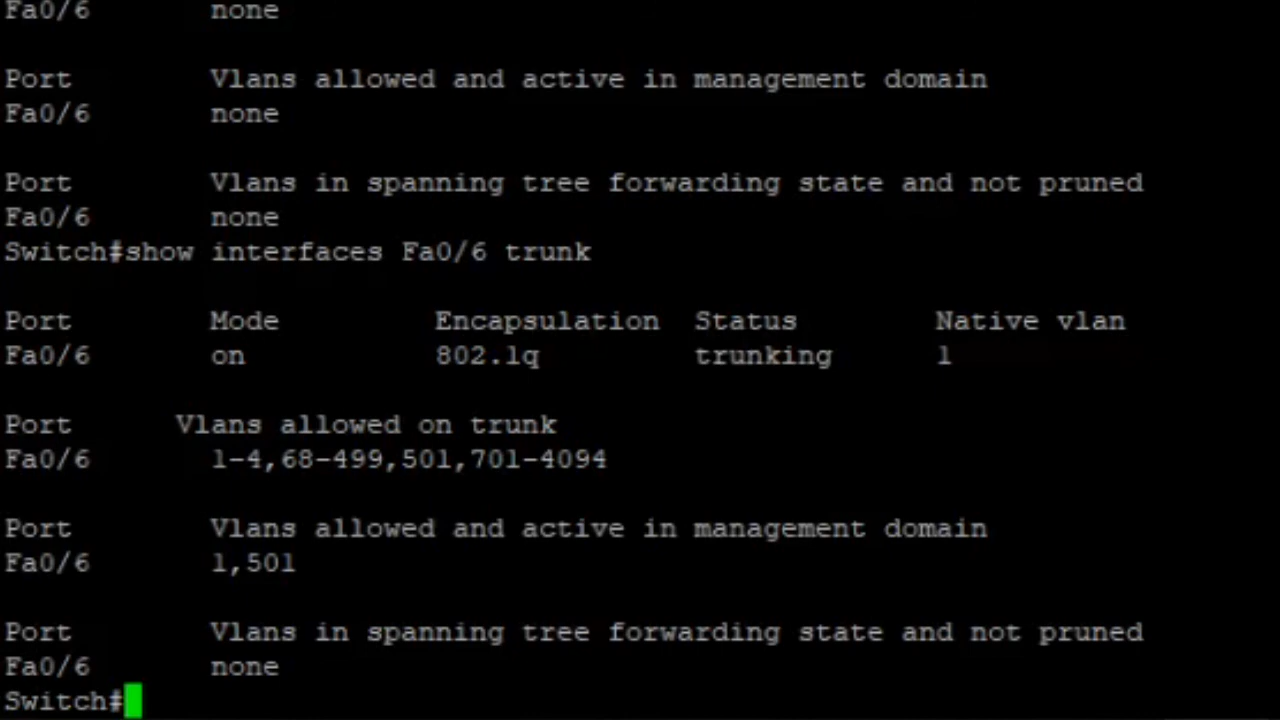 Fa0/6 none
Port Vlans allowed and active in management domain
Fa0/6 none
Port Vlans in spanning tree forwarding state and not pruned
Fa0/6 none
Switch#show interfaces Fa0/6 trunk
Port Mode Encapsulation Status Native vlan
Fa0/6 on 802.1q trunking 1
Port Vlans allowed on trunk
Fa0/6 1-4,68-499,501,701-4094
Port Vlans allowed and active in management domain
Fa0/6 1,501
Port Vlans in spanning tree forwarding state and not pruned
Fa0/6 none
Switch#